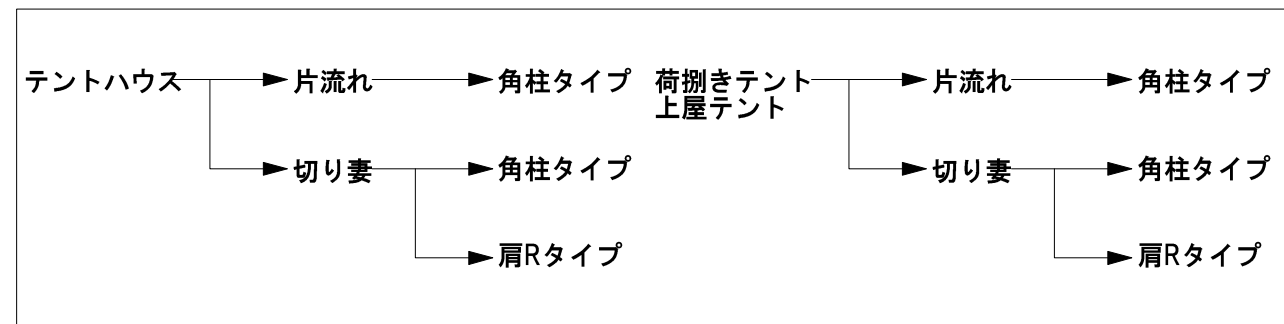 テントハウス
片流れ
角柱タイプ
切り妻
角柱タイプ
肩Rタイプ
荷捌きテント
上屋テント
片流れ
角柱タイプ
切り妻
角柱タイプ
肩Rタイプ